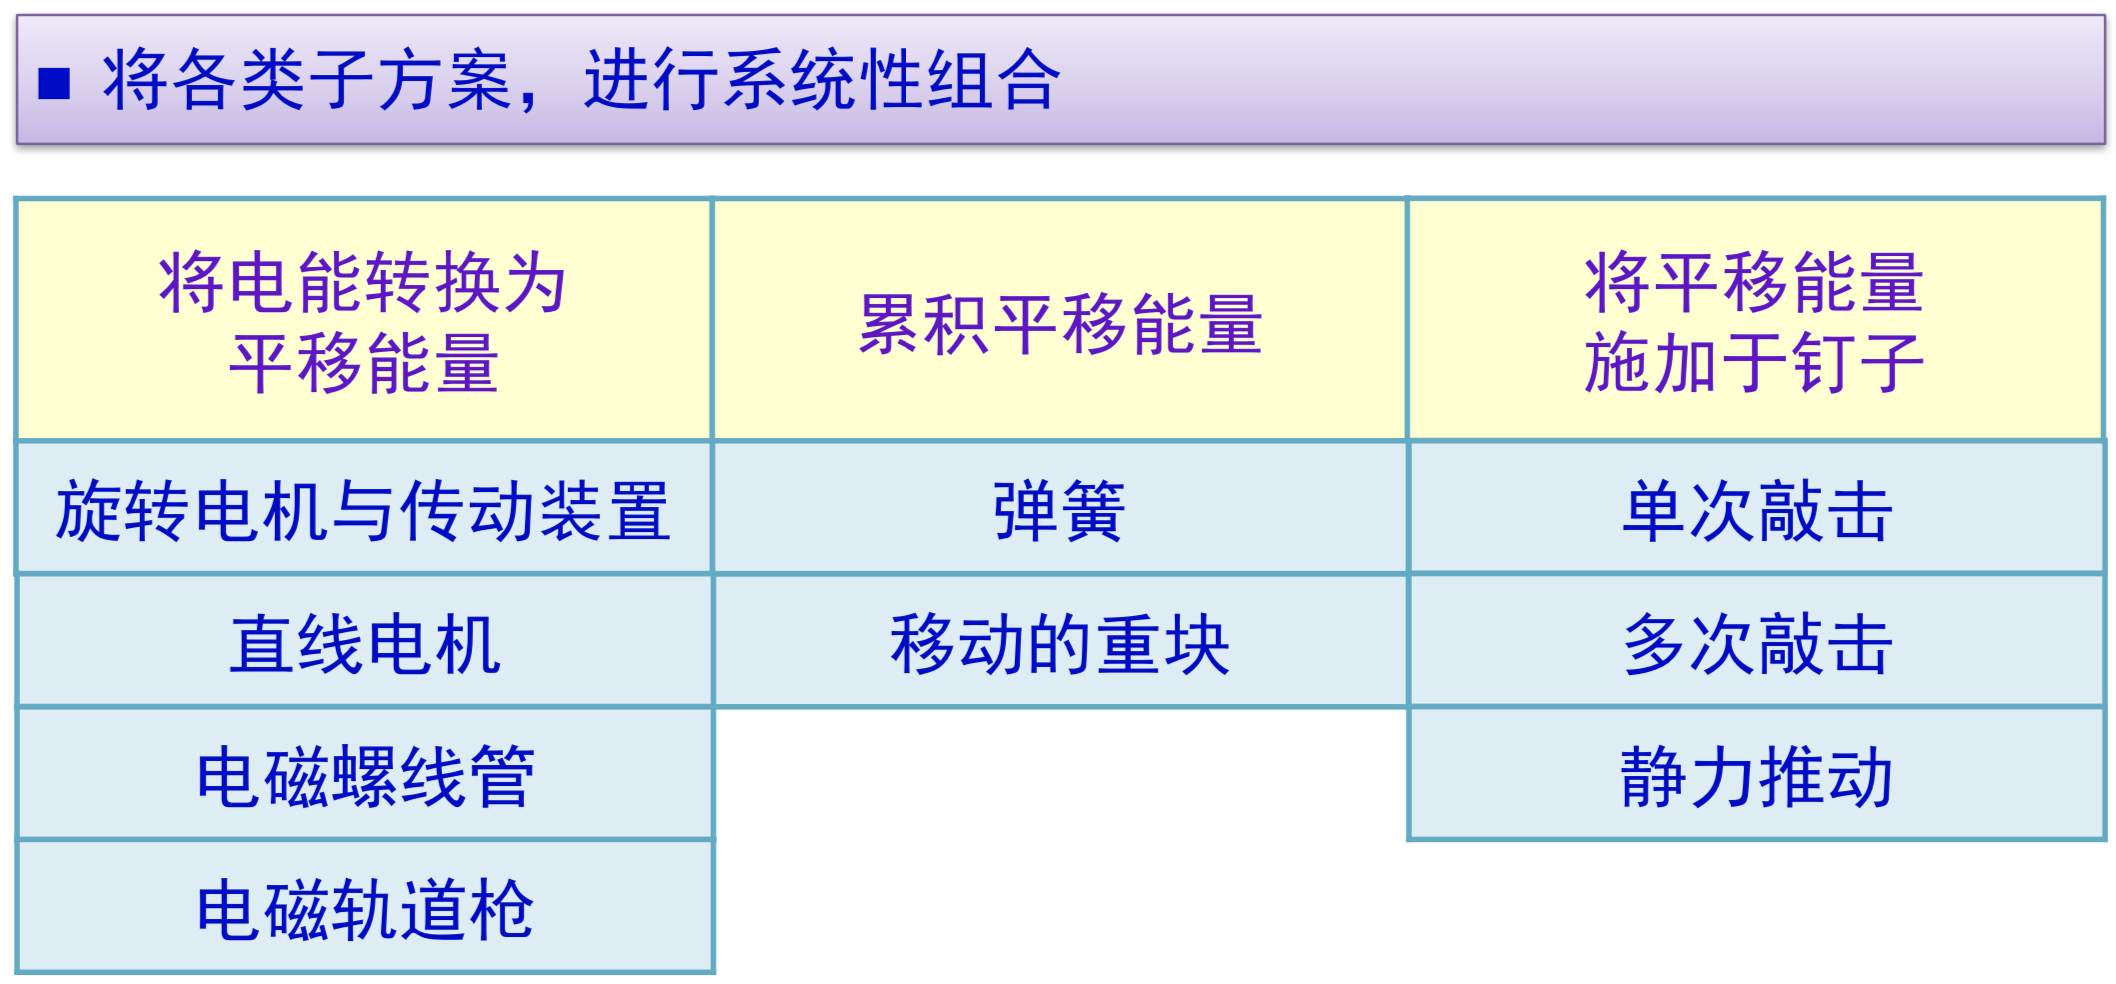 ■ 将各类子方案，进行系统性组合
将电能转换为
平移能量
累积平移能量
将平移能量
施加于钉子
旋转电机与传动装置
弹簧
单次敲击
直线电机
移动的重块
多次敲击
电磁螺线管
静力推动
电磁轨道枪